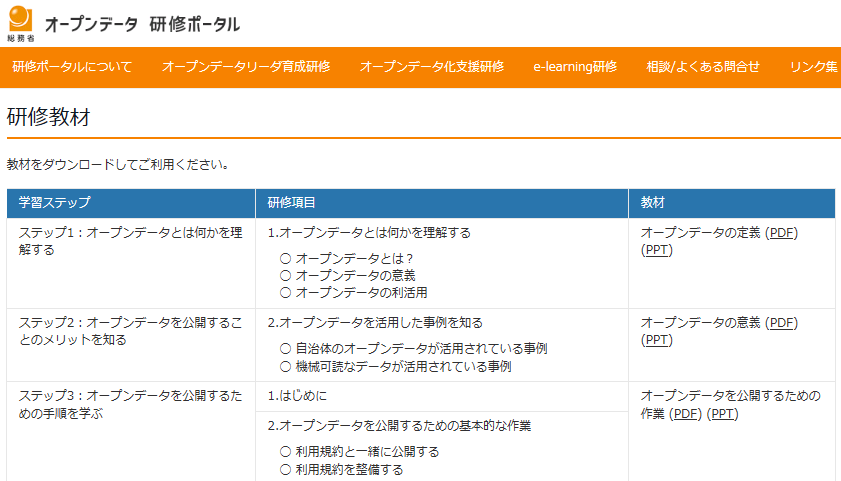 総務省
オープンデータ 研修ポータル
研修ポータルについて オープンデータリーダ育成研修 オープンデータ化支援研修 e-learning研修 相談/よくある問合せ リンク集
研修教材
教材をダウンロードしてご利用ください。
学習ステップ 研修項目 教材
ステップ1：オープンデータとは何かを理
解する
1.オープンデータとは何かを理解する
○ オープンデータとは？
○ オープンデータの意義
○ オープンデータの利活用
オープンデータの定義 (PDF)
(PPT)
ステップ2：オープンデータを公開するこ
とのメリットを知る
2.オープンデータを活用した事例を知る
○ 自治体のオープンデータが活用されている事例
○ 機械可読なデータが活用されている事例
オープンデータの意義 (PDF)
(PPT)
ステップ3：オープンデータを公開するた
めの手順を学ぶ
1.はじめに
2.オープンデータを公開するための基本的な作業
○ 利用規約と一緒に公開する
○ 利用規約を整備する
オープンデータを公開するための
作業 (PDF) (PPT)